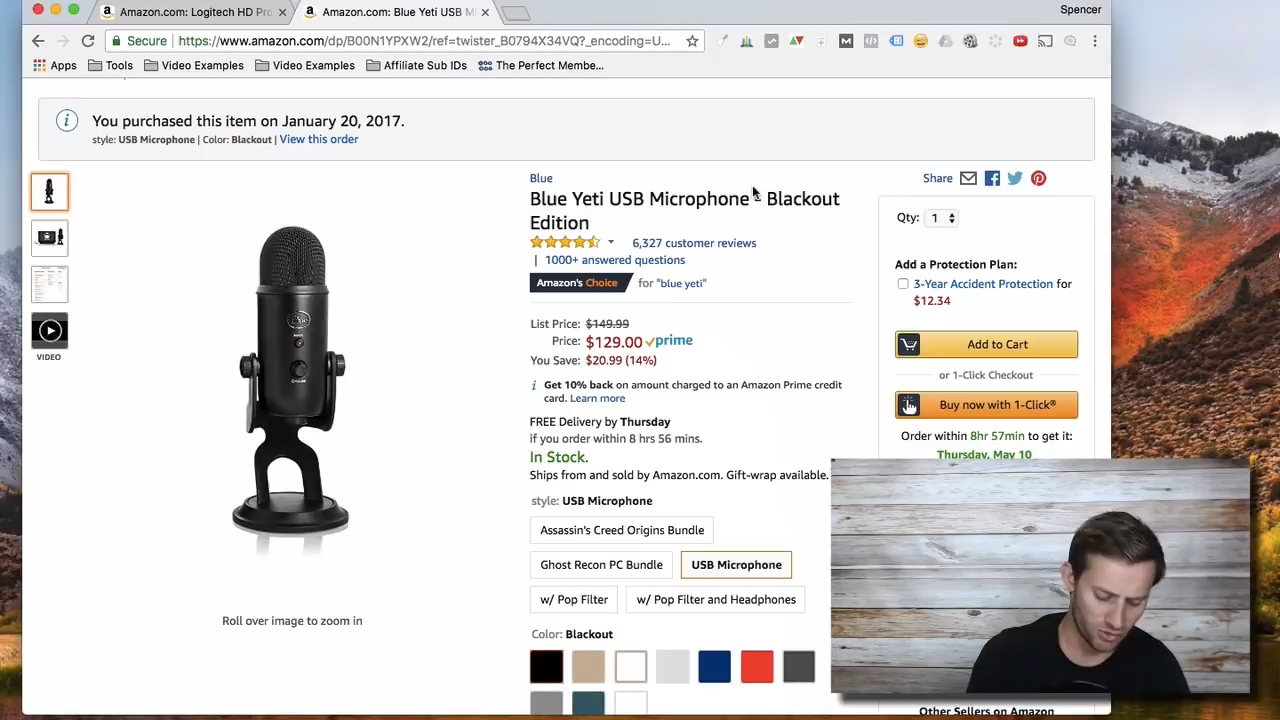 Amazon.com: Logitech HD Pro
Amazon.com: Blue Yeti USB M
Spencer
Secure
https://www.amazon.com/dp/B00N1YPXW2/ref=twister_B0794X34VQ?_encoding=U...
Apps
Tools
Video Examples
Video Examples
Affiliate Sub IDs
The Perfect Membe...
You purchased this item on January 20, 2017.
style: USB Microphone | Color: Blackout | View this order
VIDEO
Roll over image to zoom in
Blue
Blue Yeti USB Microphone - Blackout
Edition
6,327 customer reviews
| 1000+ answered questions
Amazon's Choice for "blue yeti"
List Price: $149.99
Price: $129.00 prime
You Save: $20.99 (14%)
Get 10% back on amount charged to an Amazon Prime credit
card. Learn more
FREE Delivery by Thursday
if you order within 8 hrs 56 mins.
In Stock.
Ships from and sold by Amazon.com. Gift-wrap available.
style: USB Microphone
Assassin's Creed Origins Bundle
Ghost Recon PC Bundle
USB Microphone
w/ Pop Filter
w/ Pop Filter and Headphones
Color: Blackout
Share
Qty: 1
Add a Protection Plan:
3-Year Accident Protection for
$12.34
Add to Cart
or 1-Click Checkout
Buy now with 1-Click®
Order within 8hr 57min to get it:
Thursday, May 10
Other Sellers on Amazon